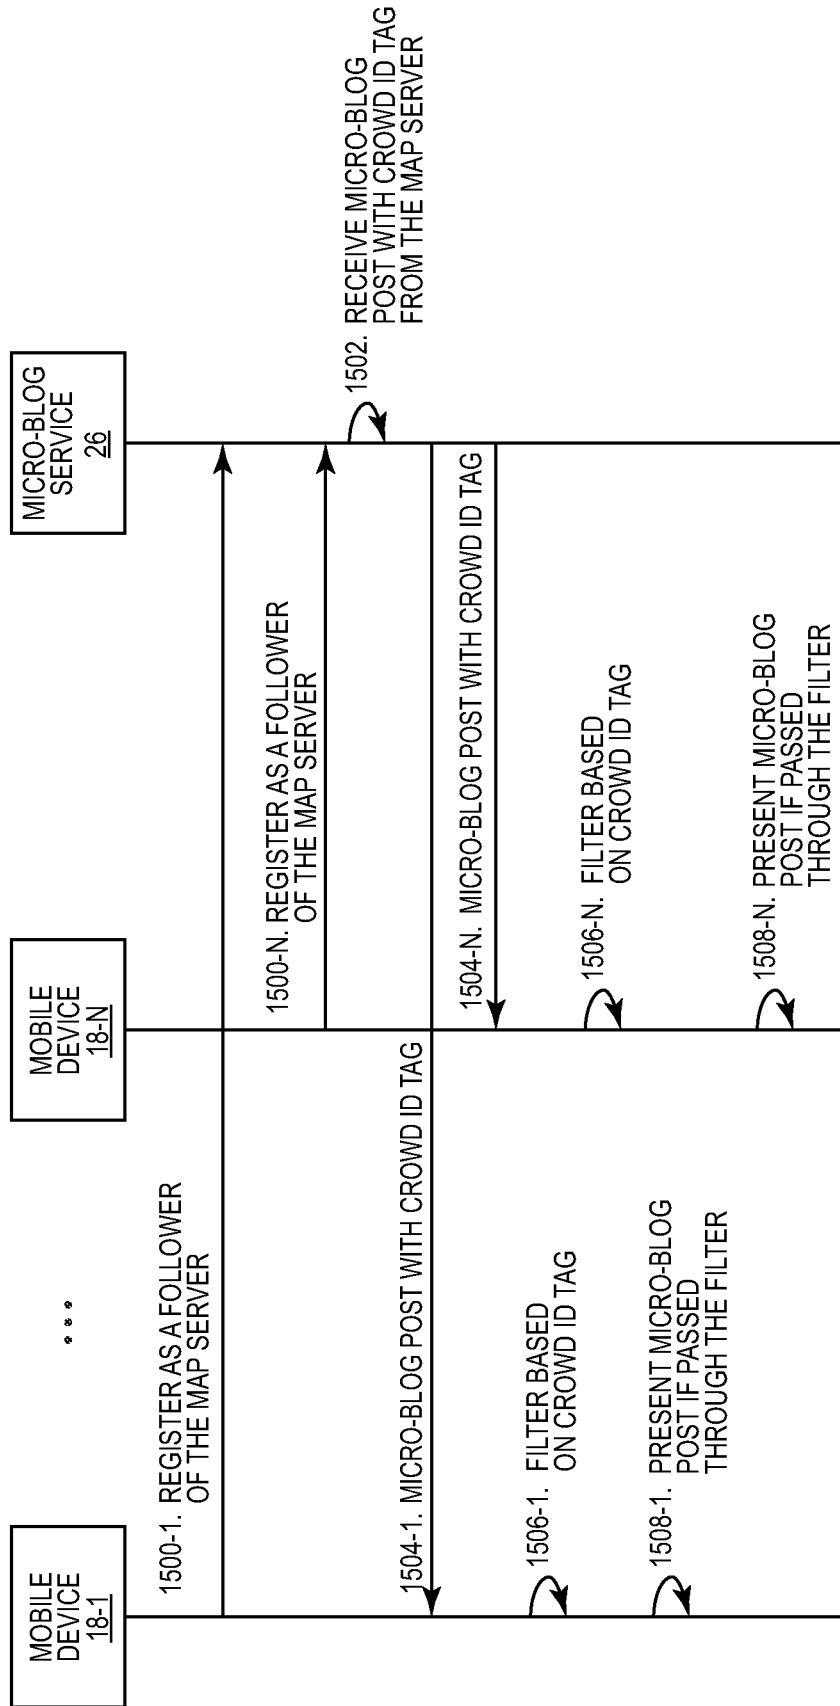 MOBILE
DEVICE
18-1
MOBILE
DEVICE
18-N
MICRO-BLOG
SERVICE
26
1500-1. REGISTER AS A FOLLOWER
OF THE MAP SERVER
1500-N. REGISTER AS A FOLLOWER
OF THE MAP SERVER
1502. RECEIVE MICRO-BLOG
POST WITH CROWD ID TAG
FROM THE MAP SERVER
1504-1. MICRO-BLOG POST WITH CROWD ID TAG
1504-N. MICRO-BLOG POST WITH CROWD ID TAG
1506-1. FILTER BASED
ON CROWD ID TAG
1506-N. FILTER BASED
ON CROWD ID TAG
1508-1. PRESENT MICRO-BLOG
POST IF PASSED
THROUGH THE FILTER
1508-N. PRESENT MICRO-BLOG
POST IF PASSED
THROUGH THE FILTER